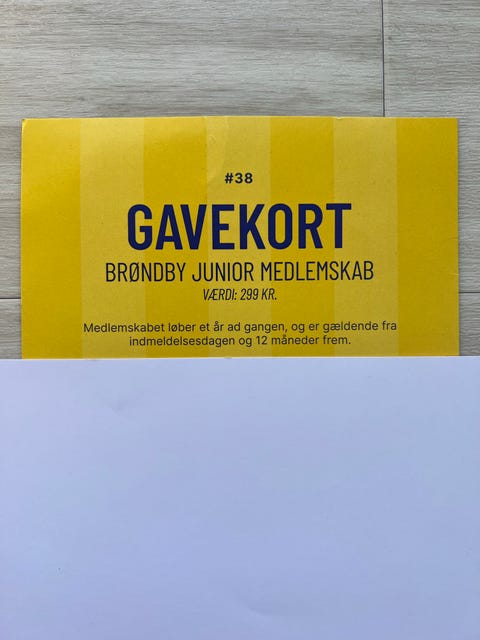 #38
GAVEKORT
BRØNDBY JUNIOR MEDLEMSKAB
VÆRDI: 299 KR.
Medlemskabet løber et år ad gangen, og er gældende fra
indmeldelsesdagen og 12 måneder frem.